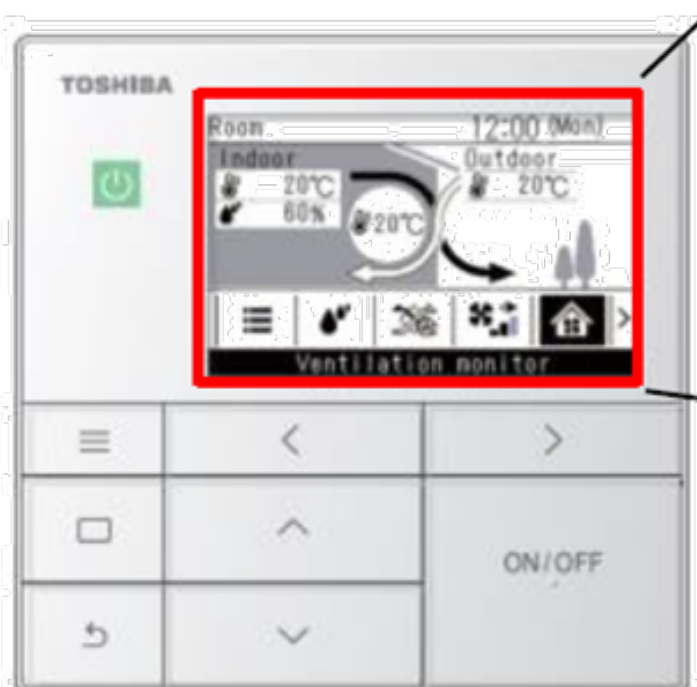 TOSHIBA
Room 12:00 (Mon)
Indoor Outdoor
20℃ 20℃
60% 20℃
Ventilation monitor
ON/OFF